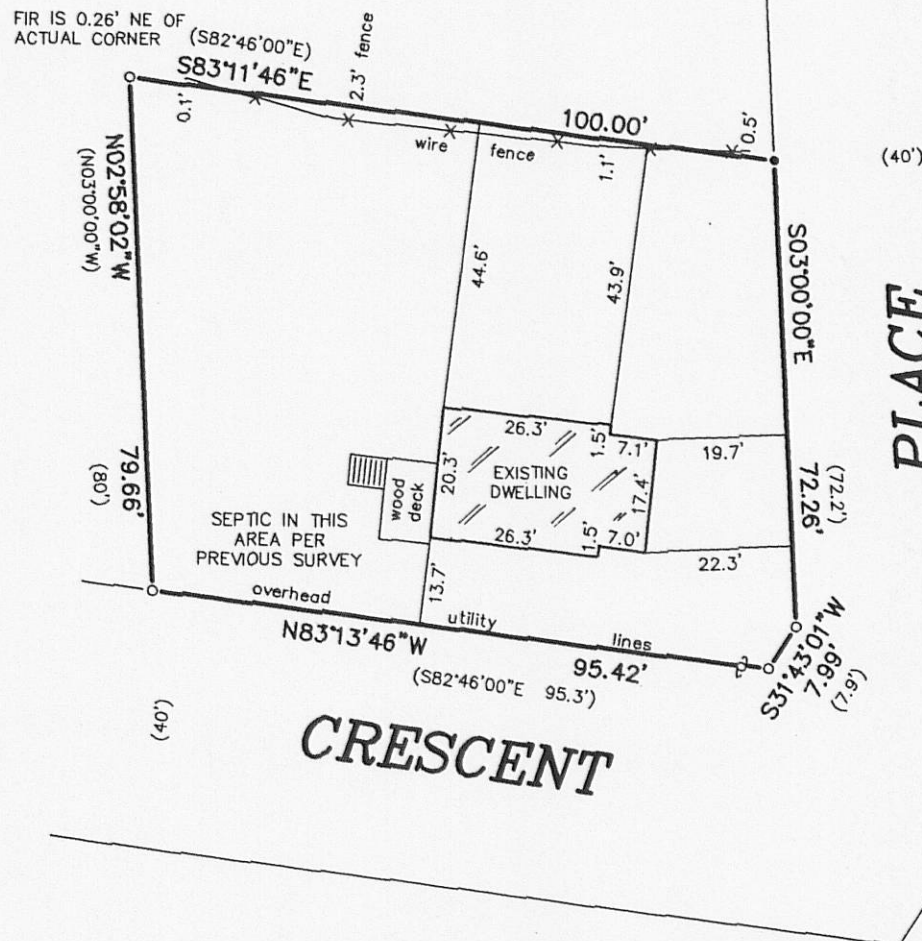 FIR IS 0.26' NE OF
ACTUAL CORNER
(S82°46'00"E)
S83°11'46"E
2.3' fence
100.00'
0.1'
wire fence
1.1'
0.5'
(40')
N02°58'02"W
(N03°00'00"W)
44.6'
43.9'
S03°00'00"E
PLACE
26.3'
1.5'
7.1'
19.7'
72.26'
(72.2')
79.66'
(80')
20.3'
EXISTING
DWELLING
17.4'
wood
deck
SEPTIC IN THIS
AREA PER
PREVIOUS SURVEY
26.3'
1.5'
7.0'
22.3'
13.7'
overhead utility lines
N83°13'46"W
95.42'
(S82°46'00"E 95.3')
S31°43'01"W
7.99'
(7.9')
(40')
CRESCENT